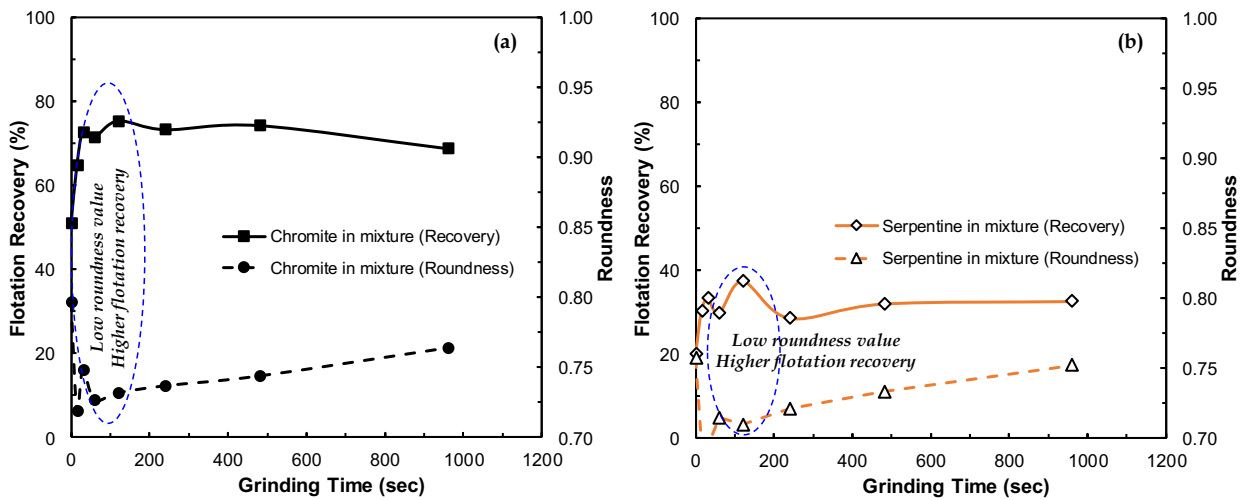 (a)
Flotation Recovery (%)
100
80
60
40
20
0
1.00
0.95
0.90
0.85
0.80
0.75
0.70
Roundness
Low roundness value
Higher flotation recovery
Chromite in mixture (Recovery)
Chromite in mixture (Roundness)
0 200 400 600 800 1000 1200
Grinding Time (sec)
(b)
Flotation Recovery (%)
100
80
60
40
20
0
1.00
0.95
0.90
0.85
0.80
0.75
0.70
Roundness
Serpentine in mixture (Recovery)
Serpentine in mixture (Roundness)
Low roundness value
Higher flotation recovery
0 200 400 600 800 1000 1200
Grinding Time (sec)